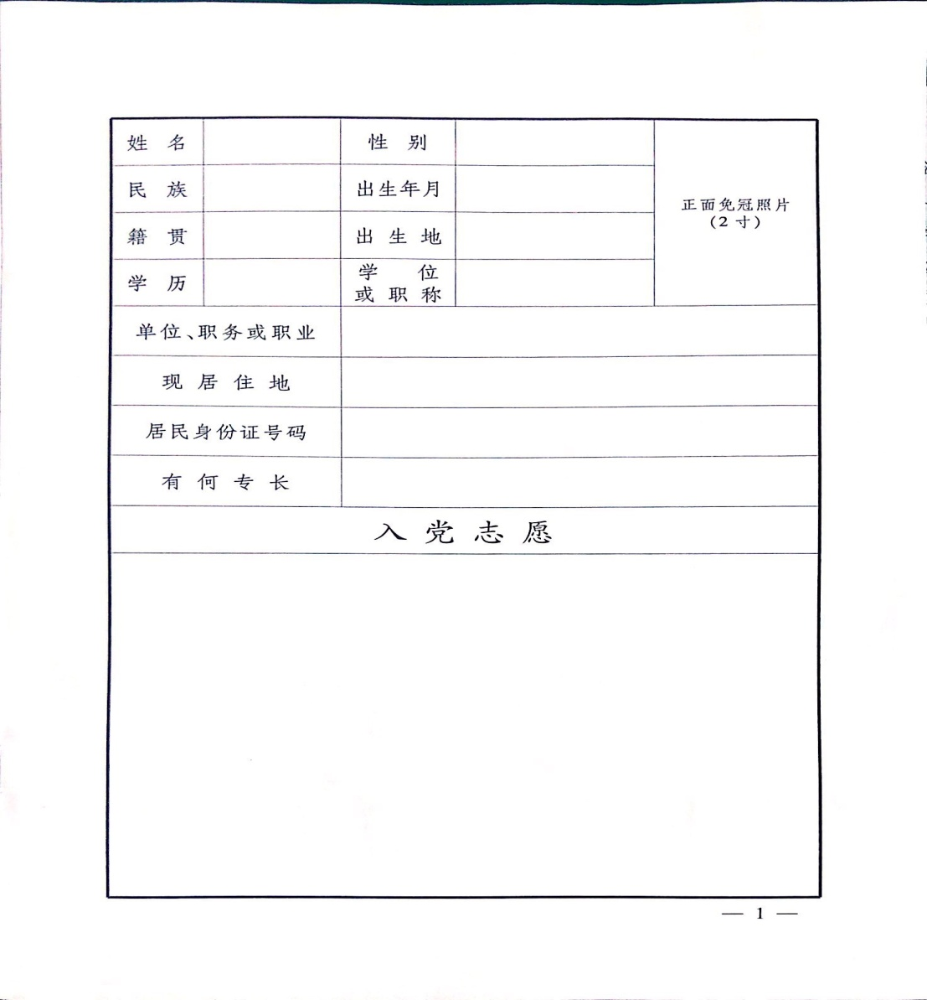 姓名 性别
正面免冠照片
(2寸)
民族 出生年月
籍贯 出生地
学历 学位
或职称
单位、职务或职业
现居住地
居民身份证号码
有何专长
入党志愿
— 1 —